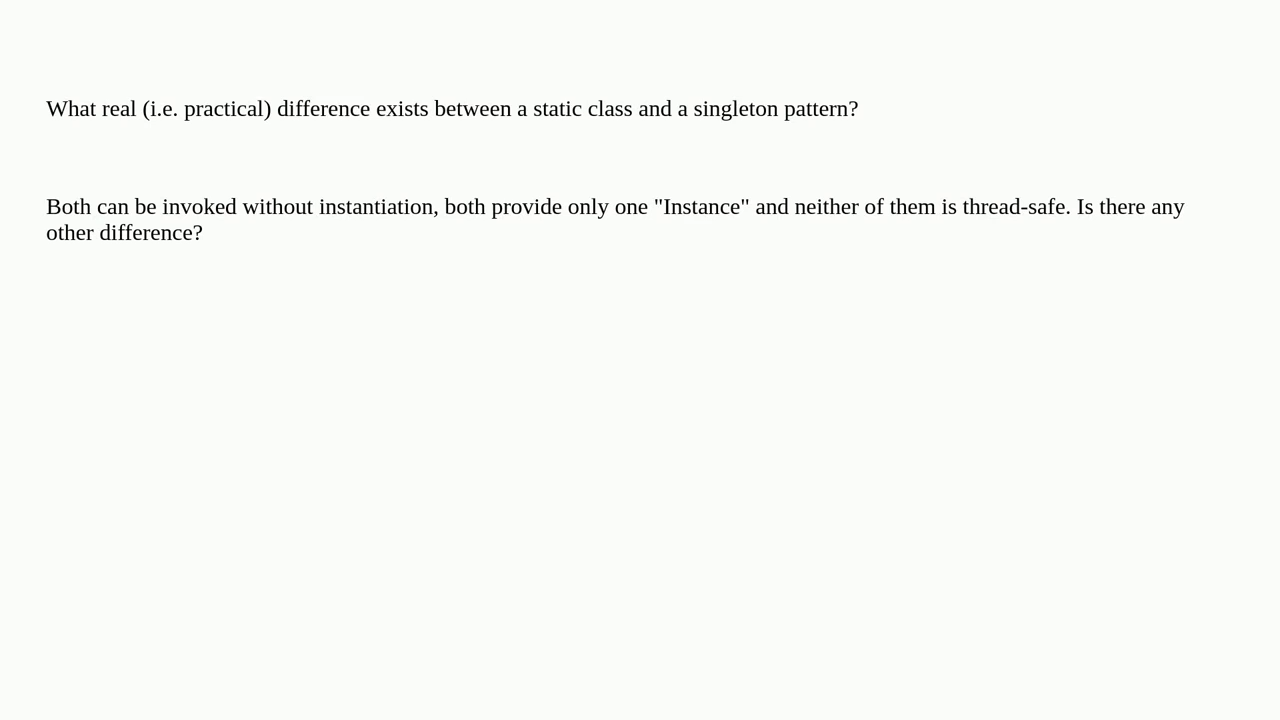 What real (i.e. practical) difference exists between a static class and a singleton pattern?
Both can be invoked without instantiation, both provide only one "Instance" and neither of them is thread-safe. Is there any
other difference?